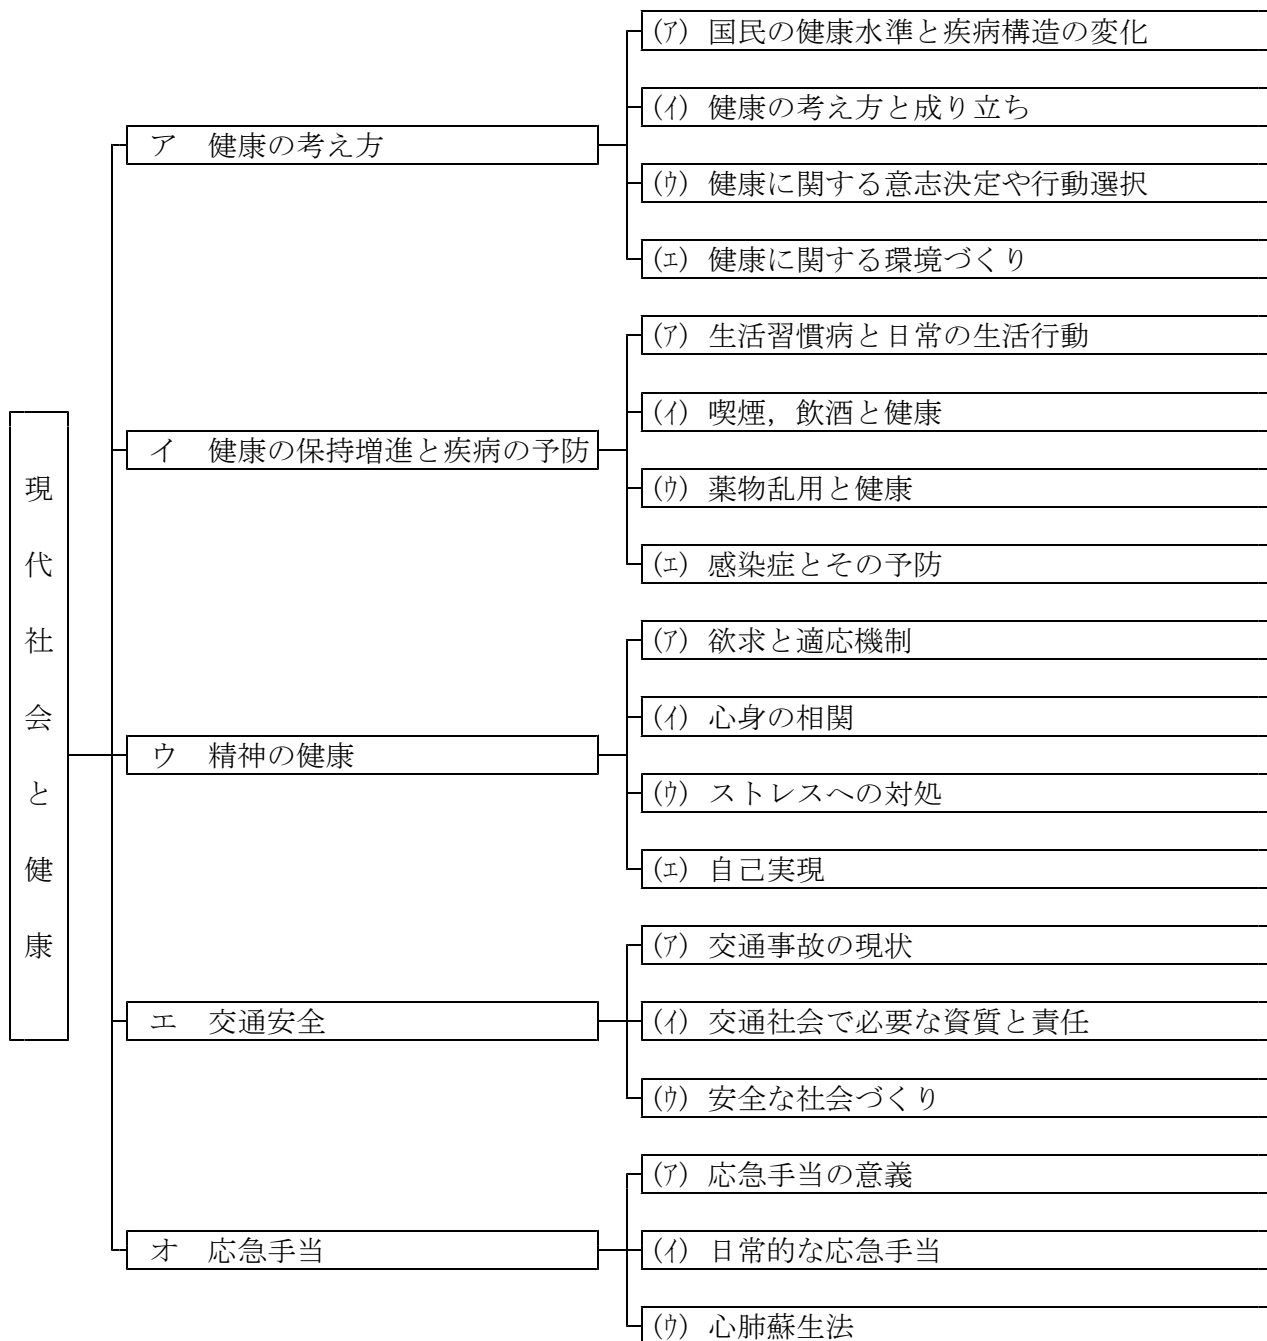 現代社会と健康
ア 健康の考え方
(ｱ) 国民の健康水準と疾病構造の変化
(ｲ) 健康の考え方と成り立ち
(ｳ) 健康に関する意志決定や行動選択
(ｴ) 健康に関する環境づくり
イ 健康の保持増進と疾病の予防
(ｱ) 生活習慣病と日常の生活行動
(ｲ) 喫煙，飲酒と健康
(ｳ) 薬物乱用と健康
(ｴ) 感染症とその予防
ウ 精神の健康
(ｱ) 欲求と適応機制
(ｲ) 心身の相関
(ｳ) ストレスへの対処
(ｴ) 自己実現
エ 交通安全
(ｱ) 交通事故の現状
(ｲ) 交通社会で必要な資質と責任
(ｳ) 安全な社会づくり
オ 応急手当
(ｱ) 応急手当の意義
(ｲ) 日常的な応急手当
(ｳ) 心肺蘇生法